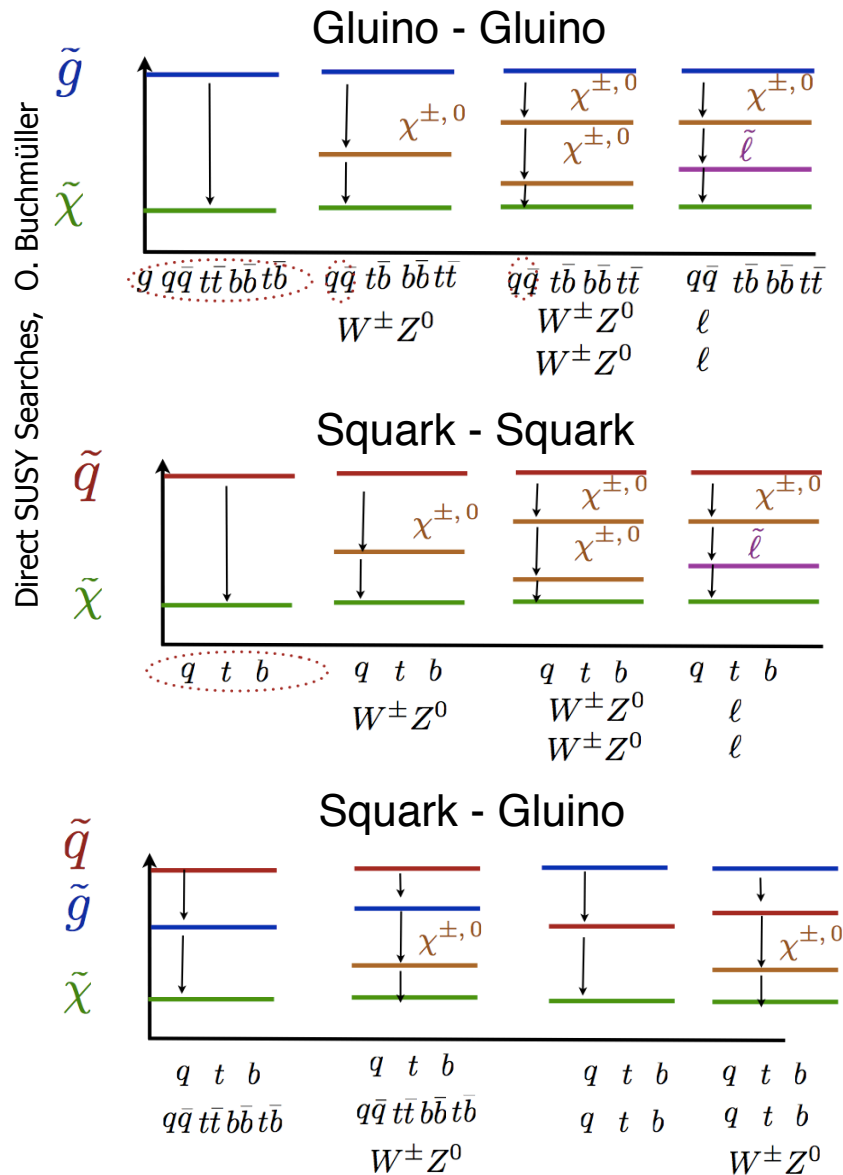 Direct SUSY Searches, O. Buchmüller
Gluino - Gluino
g̃
χ̃
χ±,0
χ±,0
χ±,0
χ±,0
ℓ̃
g qq̄ tt̄ bb̄ tb̄
qq̄ tb̄ bb̄ tt̄
qq̄ tb̄ bb̄ tt̄
qq̄ tb̄ bb̄ tt̄
W± Z0
W± Z0
ℓ
W± Z0
ℓ
Squark - Squark
q̃
χ̃
χ±,0
χ±,0
χ±,0
χ±,0
ℓ̃
q t b
q t b
q t b
q t b
W± Z0
W± Z0
ℓ
W± Z0
ℓ
Squark - Gluino
q̃
g̃
χ̃
χ±,0
χ±,0
q t b
q t b
q t b
q t b
qq̄ tt̄ bb̄ tb̄
qq̄ tt̄ bb̄ tb̄
q t b
q t b
W± Z0
W± Z0